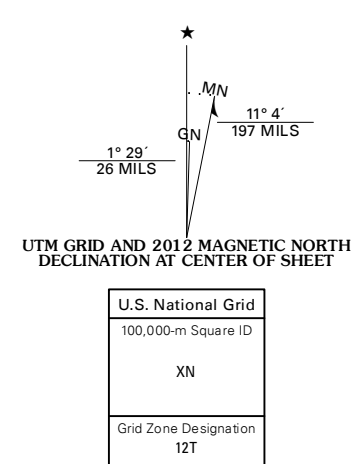 ★
MN
11° 4´
197 MILS
GN
1° 29´
26 MILS
UTM GRID AND 2012 MAGNETIC NORTH
DECLINATION AT CENTER OF SHEET
U.S. National Grid
100,000-m Square ID
XN
Grid Zone Designation
12T